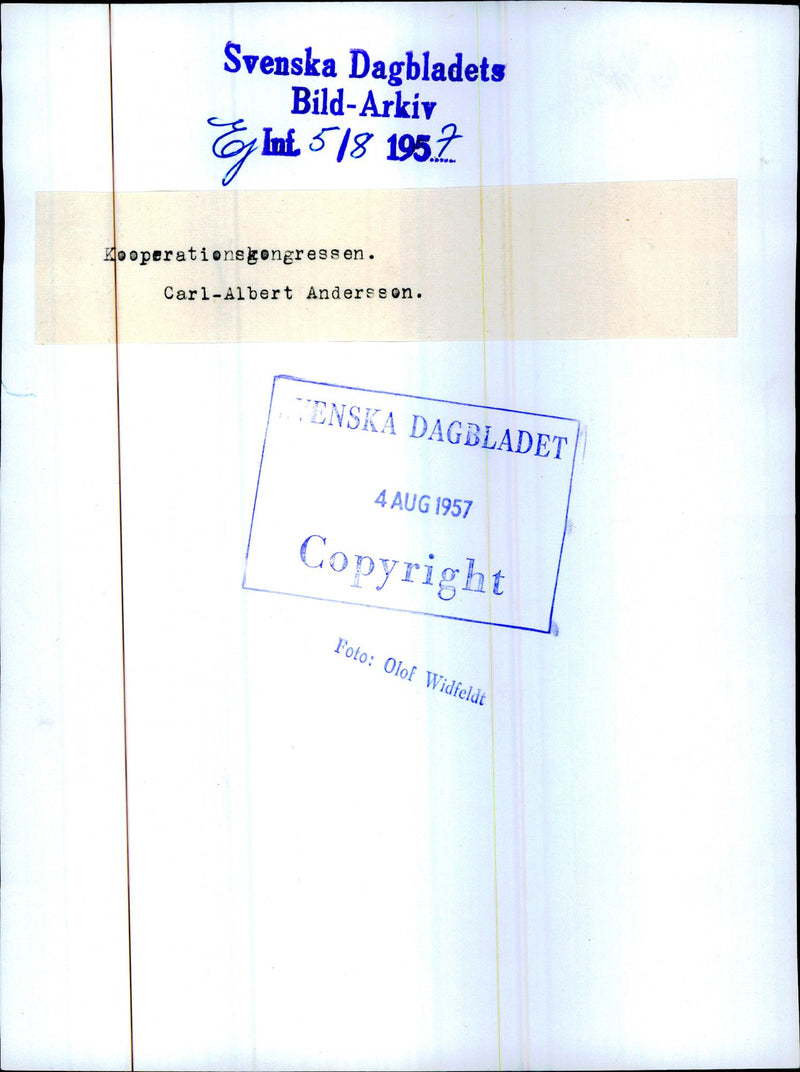 Svenska Dagbladets
Bild-Arkiv
Ej Inf. 5/8 1957
Kooperationskongressen.
Carl-Albert Andersson.
SVENSKA DAGBLADET
4 AUG 1957
Copyright
Foto: Olof Widfeldt